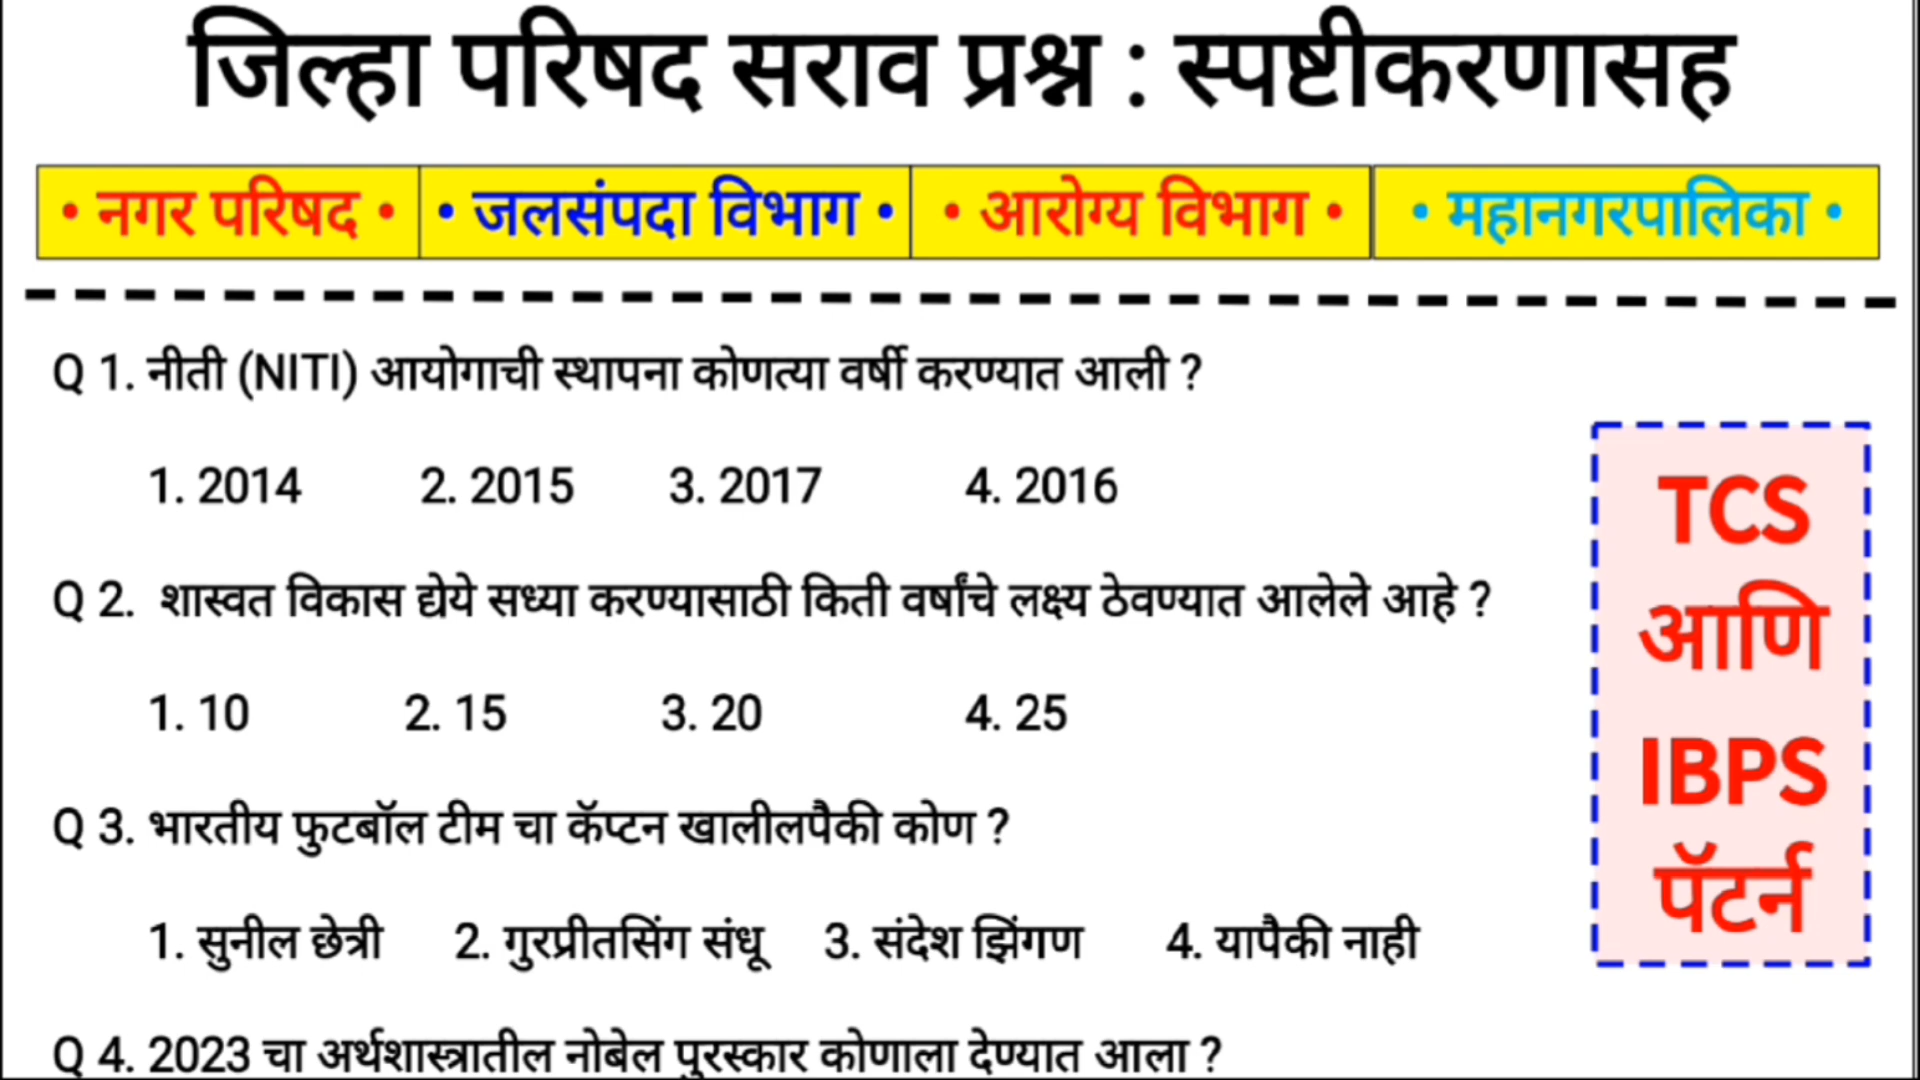 जिल्हा परिषद सराव प्रश्न : स्पष्टीकरणासह
• नगर परिषद • • जलसंपदा विभाग • • आरोग्य विभाग • • महानगरपालिका •
Q 1. नीती (NITI) आयोगाची स्थापना कोणत्या वर्षी करण्यात आली ?
1. 2014 2. 2015 3. 2017 4. 2016
Q 2. शास्वत विकास द्येये सध्या करण्यासाठी किती वर्षांचे लक्ष्य ठेवण्यात आलेले आहे ?
1. 10 2. 15 3. 20 4. 25
Q 3. भारतीय फुटबॉल टीम चा कॅप्टन खालीलपैकी कोण ?
1. सुनील छेत्री 2. गुरप्रीतसिंग संधू 3. संदेश झिंगण 4. यापैकी नाही
Q 4. 2023 चा अर्थशास्त्रातील नोबेल पुरस्कार कोणाला देण्यात आला ?
TCS
आणि
IBPS
पॅटर्न